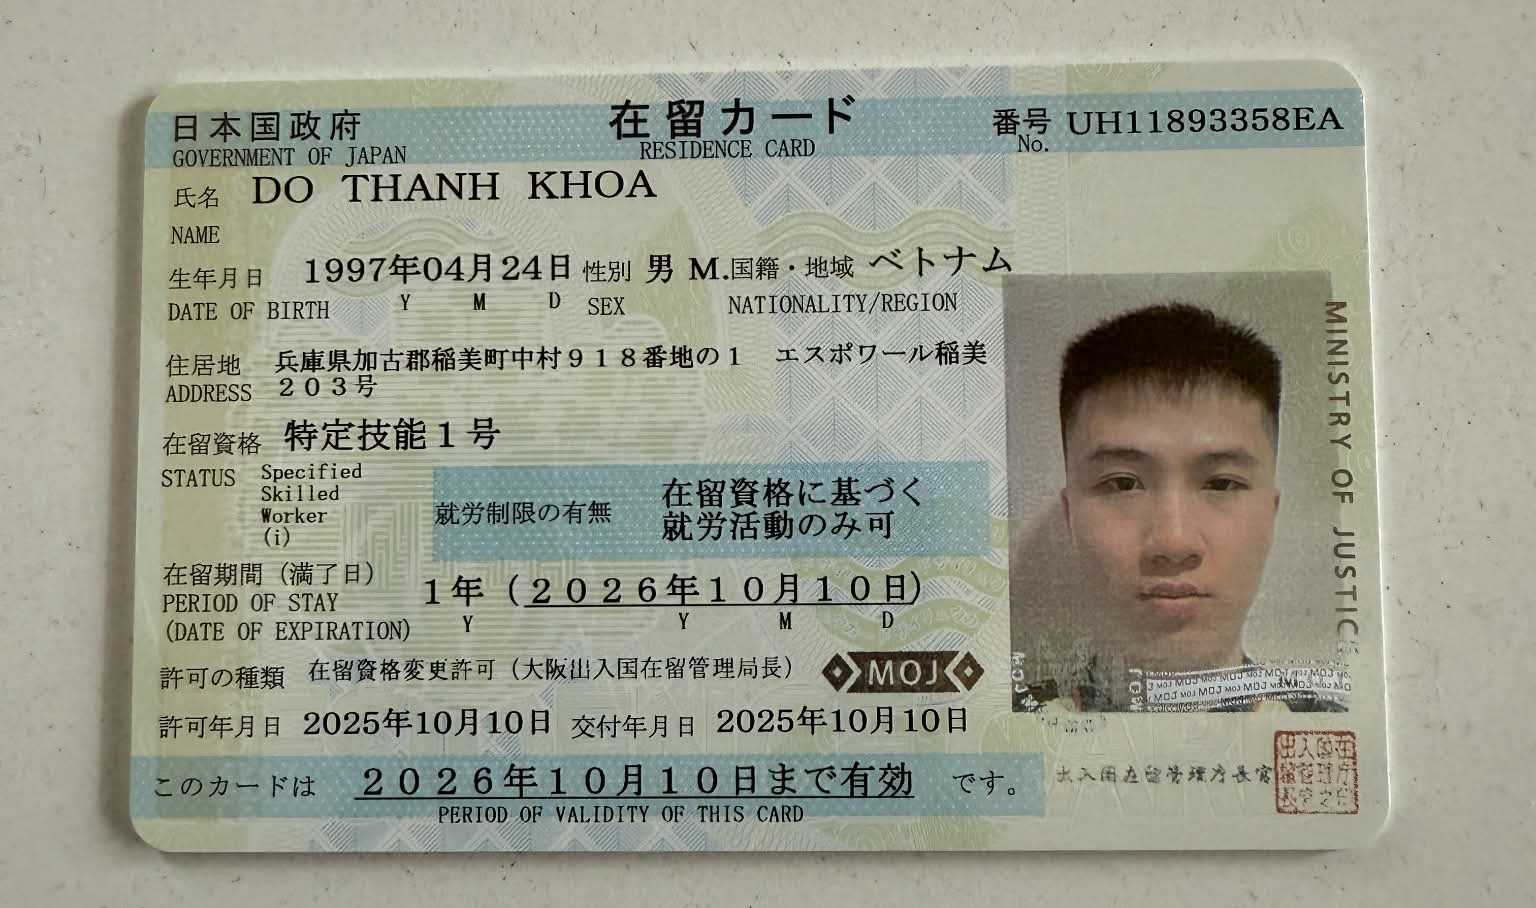 日本国政府 在留カード 番号 UH11893358EA
GOVERNMENT OF JAPAN RESIDENCE CARD No.
氏名 DO THANH KHOA
NAME
生年月日 1997年04月24日 性別 男 M. 国籍・地域 ベトナム
DATE OF BIRTH Y M D SEX NATIONALITY/REGION
住居地 兵庫県加古郡稲美町中村918番地の1 エスポワール稲美
ADDRESS 203号
在留資格 特定技能1号
STATUS Specified
Skilled
Worker
(i)
就労制限の有無 在留資格に基づく
就労活動のみ可
在留期間(満了日)
PERIOD OF STAY
(DATE OF EXPIRATION)
1年(2026年10月10日)
Y Y M D
許可の種類 在留資格変更許可(大阪出入国在留管理局長)
MOJ
許可年月日 2025年10月10日 交付年月日 2025年10月10日
このカードは 2026年10月10日まで有効 です。
PERIOD OF VALIDITY OF THIS CARD
MINISTRY OF JUSTICE
MOJ
出入国在留管理庁長官